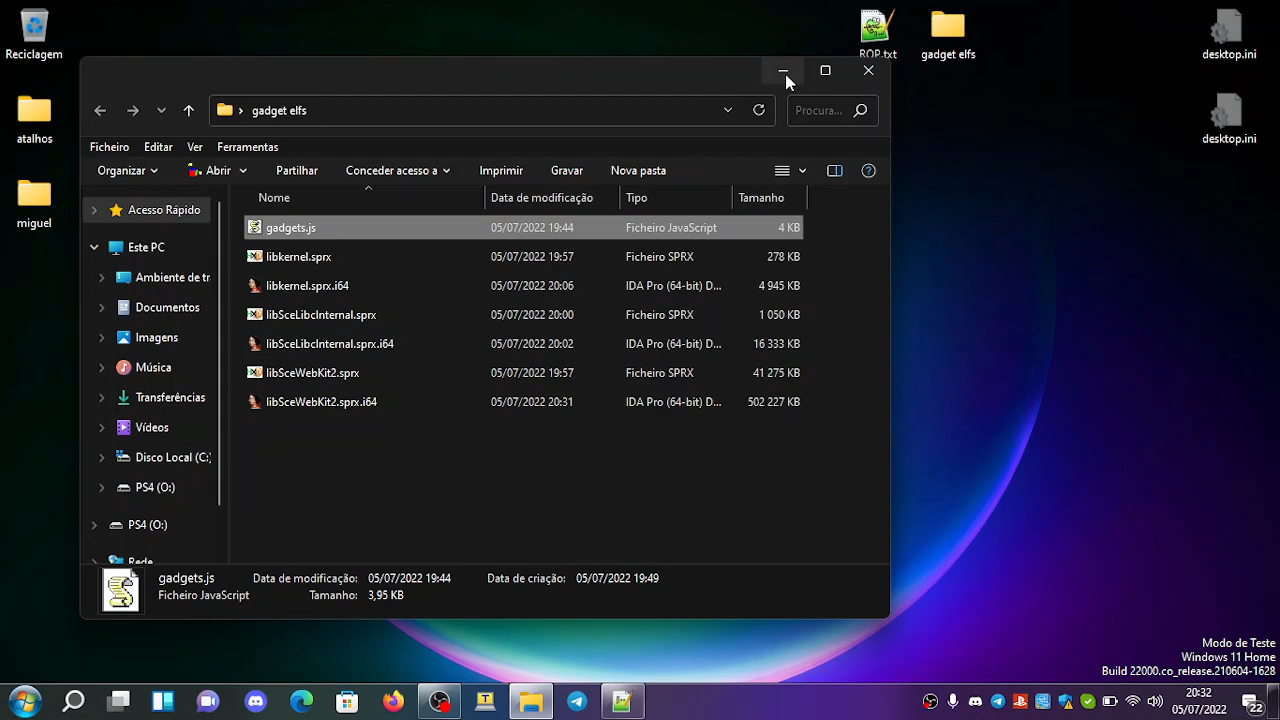 Reciclagem
ROP.txt
gadget elfs
desktop.ini
atalhos
desktop.ini
miguel
gadget elfs
Procura...
Ficheiro Editar Ver Ferramentas
Organizar Abrir Partilhar Conceder acesso a Imprimir Gravar Nova pasta
Nome Data de modificação Tipo Tamanho
gadgets.js 05/07/2022 19:44 Ficheiro JavaScript 4 KB
libkernel.sprx 05/07/2022 19:57 Ficheiro SPRX 278 KB
libkernel.sprx.i64 05/07/2022 20:06 IDA Pro (64-bit) D... 4 945 KB
libSceLibcInternal.sprx 05/07/2022 20:00 Ficheiro SPRX 1 050 KB
libSceLibcInternal.sprx.i64 05/07/2022 20:02 IDA Pro (64-bit) D... 16 333 KB
libSceWebKit2.sprx 05/07/2022 19:57 Ficheiro SPRX 41 275 KB
libSceWebKit2.sprx.i64 05/07/2022 20:31 IDA Pro (64-bit) D... 502 227 KB
Acesso Rápido
Este PC
Ambiente de tr
Documentos
Imagens
Música
Transferências
Vídeos
Disco Local (C:)
PS4 (O:)
PS4 (O:)
Rede
gadgets.js Data de modificação: 05/07/2022 19:44 Data de criação: 05/07/2022 19:49
Ficheiro JavaScript Tamanho: 3,95 KB
Modo de Teste
Windows 11 Home
Build 22000.co_release.210604-1628
20:32
05/07/2022
22